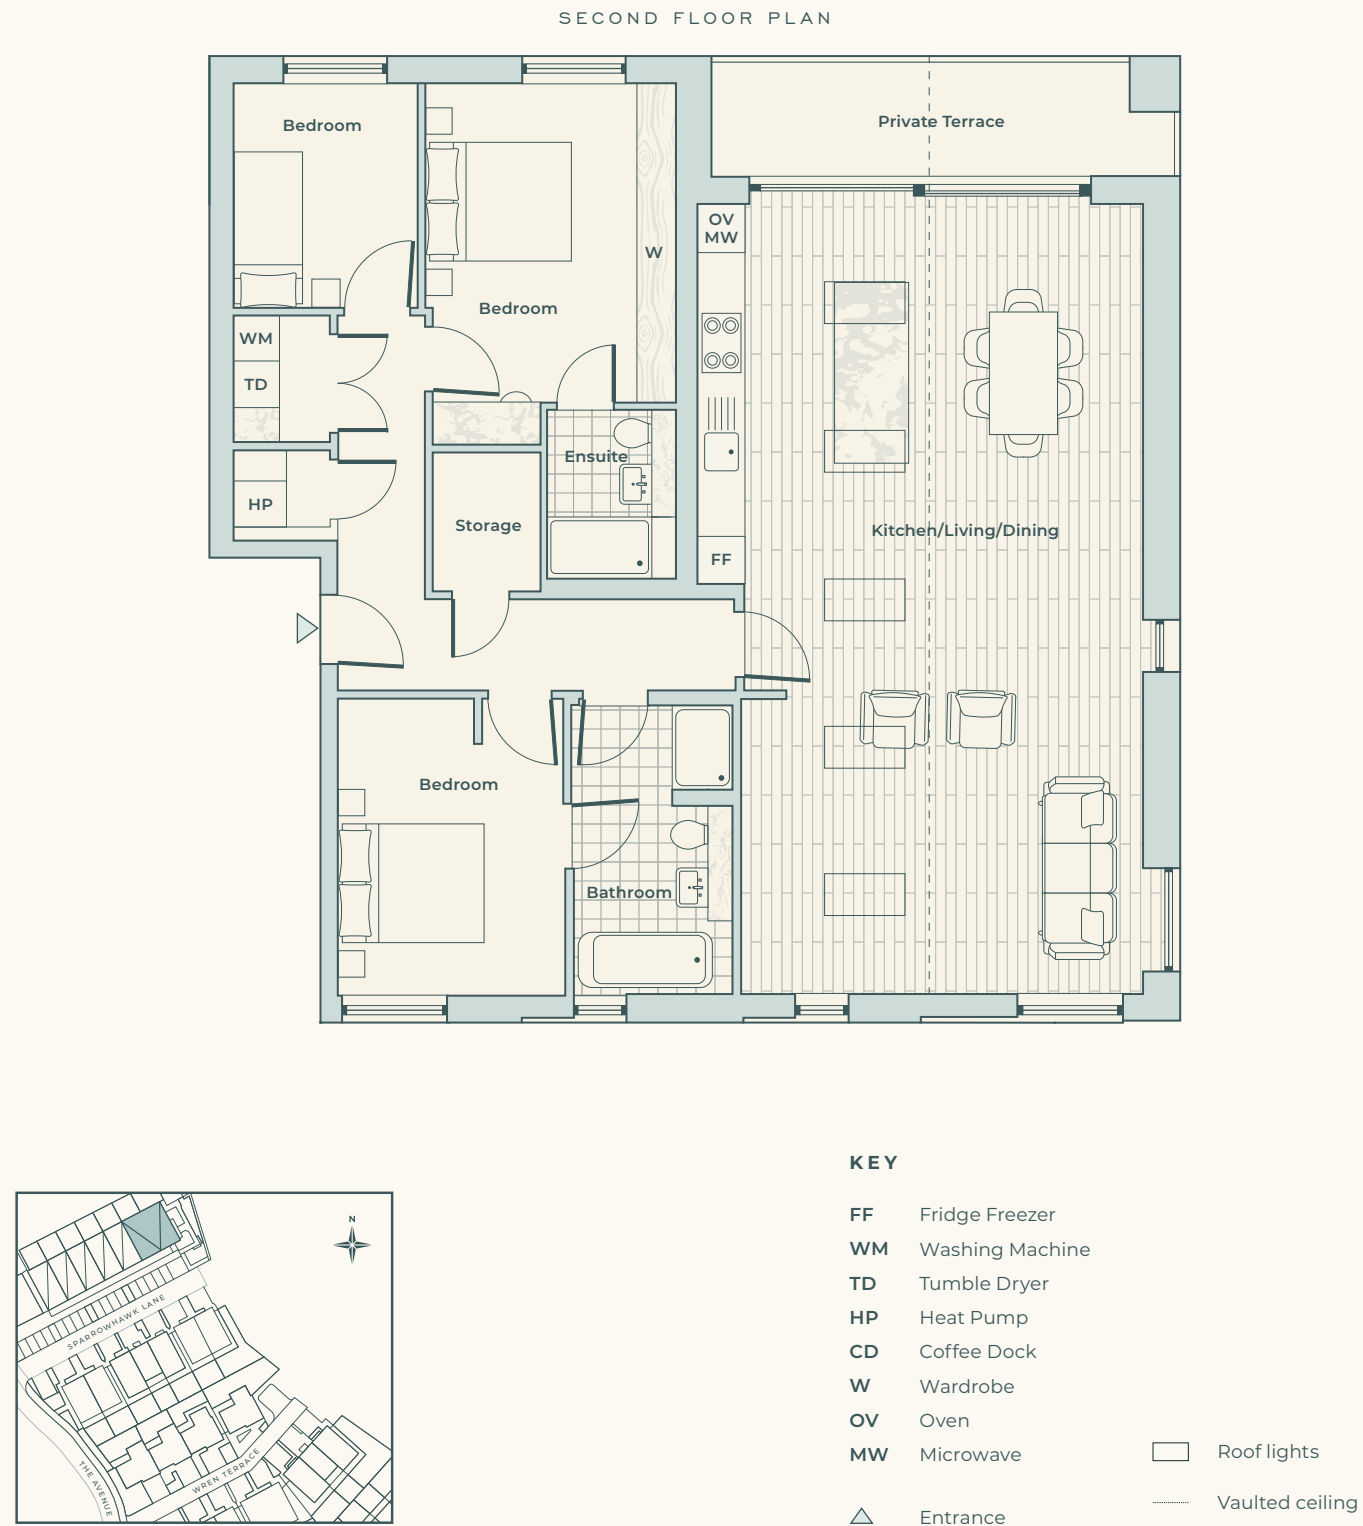 SECOND FLOOR PLAN
Bedroom
Private Terrace
OV
MW
W
Bedroom
WM
TD
Ensuite
HP
Storage
Kitchen/Living/Dining
FF
Bedroom
Bathroom
KEY
FF Fridge Freezer
WM Washing Machine
TD Tumble Dryer
HP Heat Pump
CD Coffee Dock
W Wardrobe
OV Oven
MW Microwave
Entrance
Roof lights
Vaulted ceiling
N
SPARROWHAWK LANE
THE AVENUE
WREN TERRACE